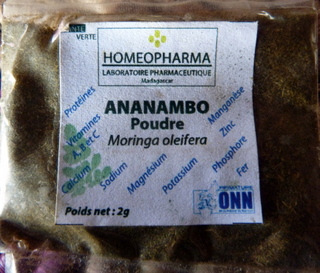 VERTE
HOMEOPHARMA
LABORATOIRE PHARMACEUTIQUE
Madagascar
ANANAMBO
Poudre
Moringa oleifera
Protéines
Vitamines
A, B et C
Calcium
Sodium
Magnésium
Potassium
Phosphore
Fer
Zinc
Manganèse
Poids net : 2g
ONN